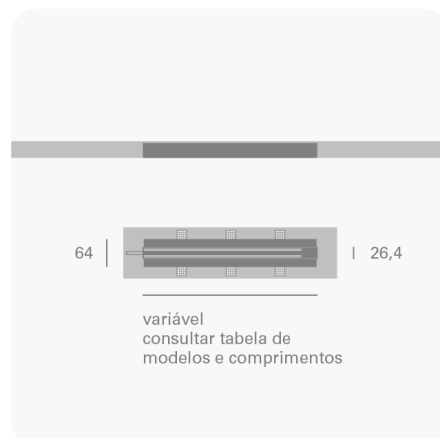 64
26,4
variável
consultar tabela de
modelos e comprimentos